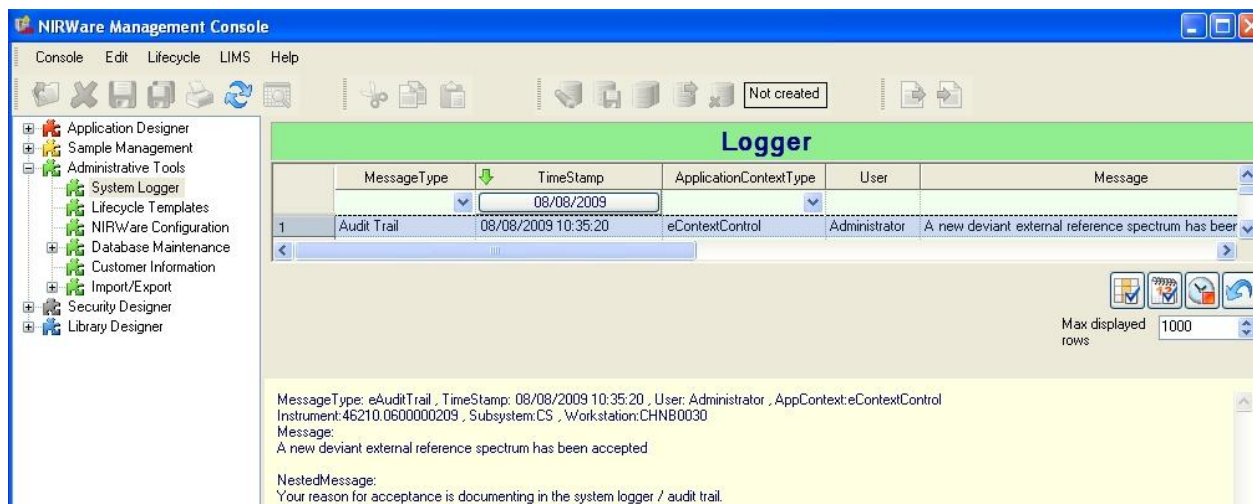 NIRWare Management Console
Console Edit Lifecycle LIMS Help
Not created
Application Designer
Sample Management
Administrative Tools
System Logger
Lifecycle Templates
NIRWare Configuration
Database Maintenance
Customer Information
Import/Export
Security Designer
Library Designer
Logger
MessageType TimeStamp ApplicationContextType User Message
08/08/2009
1 Audit Trail 08/08/2009 10:35:20 eContextControl Administrator A new deviant external reference spectrum has beer
Max displayed rows 1000
MessageType: eAuditTrail , TimeStamp: 08/08/2009 10:35:20 , User: Administrator , AppContext:eContextControl
Instrument:46210.0600000209 , Subsystem:CS , Workstation:CHNB0030
Message:
A new deviant external reference spectrum has been accepted
NestedMessage:
Your reason for acceptance is documenting in the system logger / audit trail.